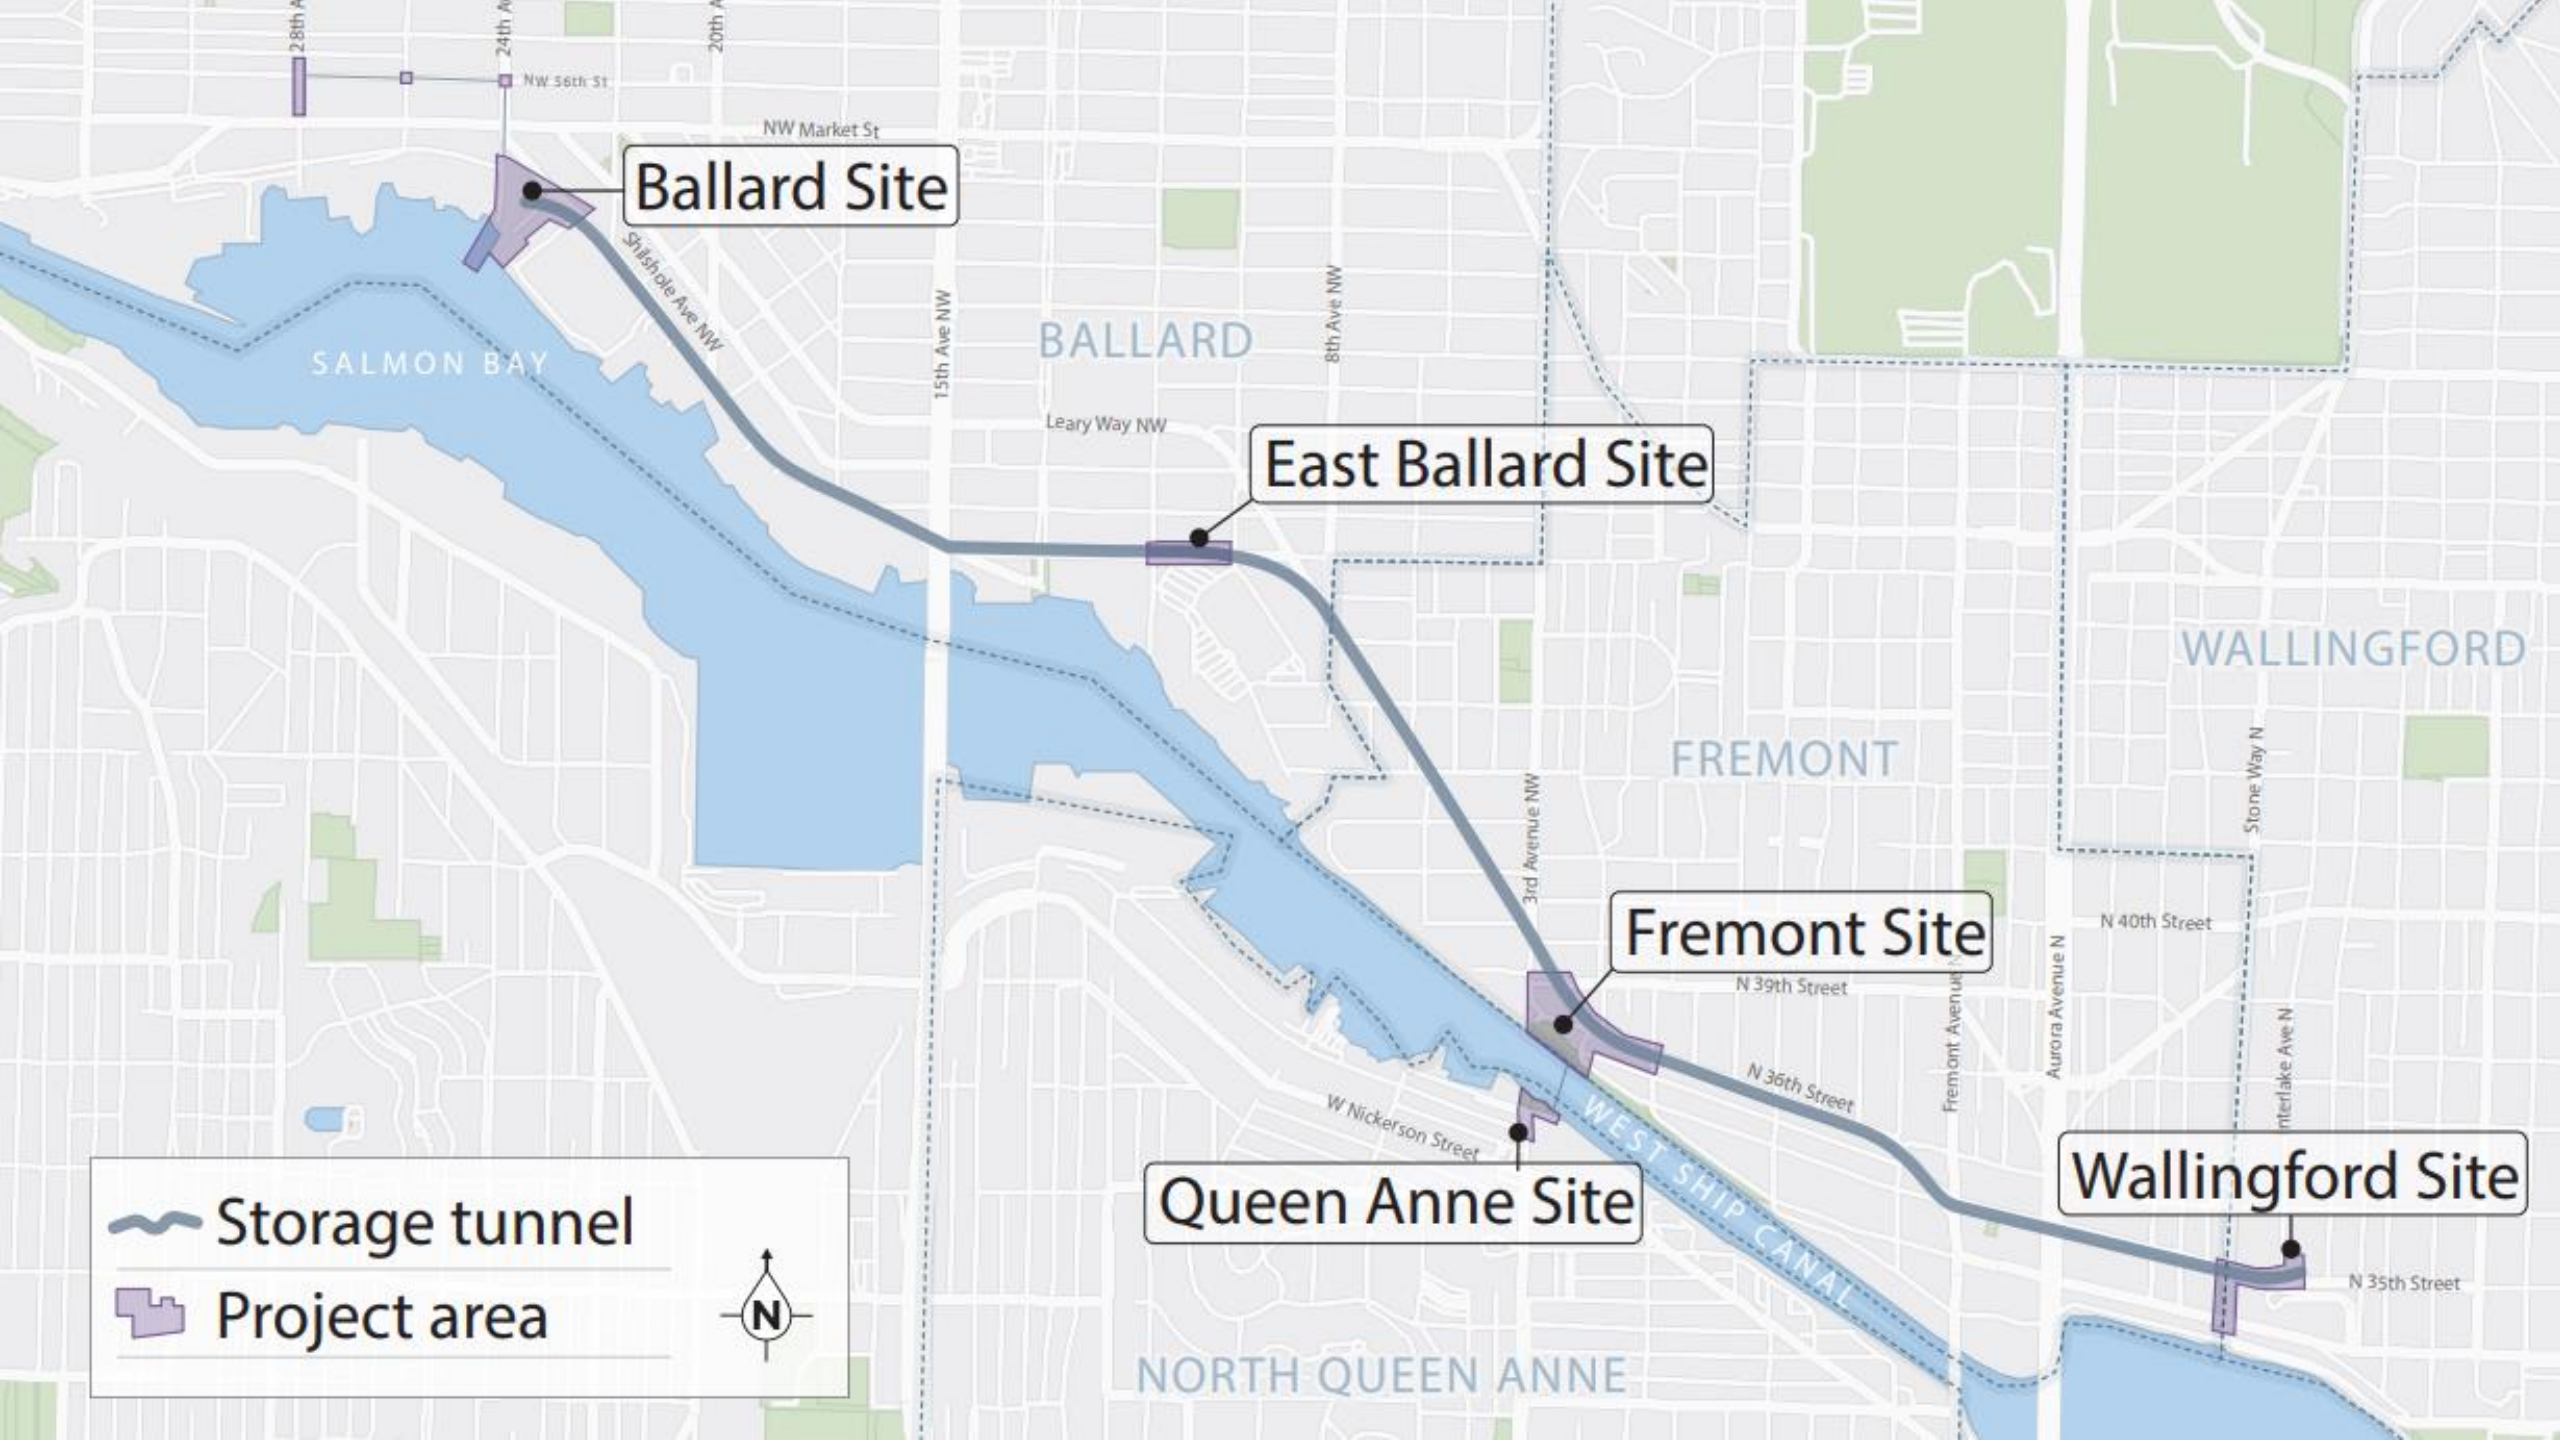 28th A
24th A
20th A
NW 56th St
NW Market St
Ballard Site
Shilshole Ave NW
15th Ave NW
BALLARD
8th Ave NW
SALMON BAY
Leary Way NW
East Ballard Site
WALLINGFORD
FREMONT
Stone Way N
3rd Avenue NW
Fremont Site
N 40th Street
N 39th Street
Fremont Avenue N
Aurora Avenue N
nterlake Ave N
N 36th Street
W Nickerson Street
WEST SHIP CANAL
Queen Anne Site
Wallingford Site
N 35th Street
NORTH QUEEN ANNE
Storage tunnel
Project area
N